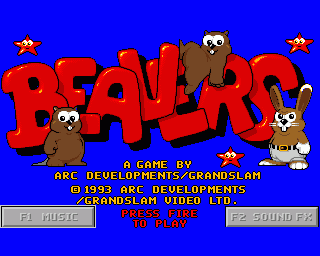 BEAVERS
A GAME BY
ARC DEVELOPMENTS/GRANDSLAM
© 1993 ARC DEVELOPMENTS
/GRANDSLAM VIDEO LTD.
F1 MUSIC
PRESS FIRE
TO PLAY
F2 SOUND FX